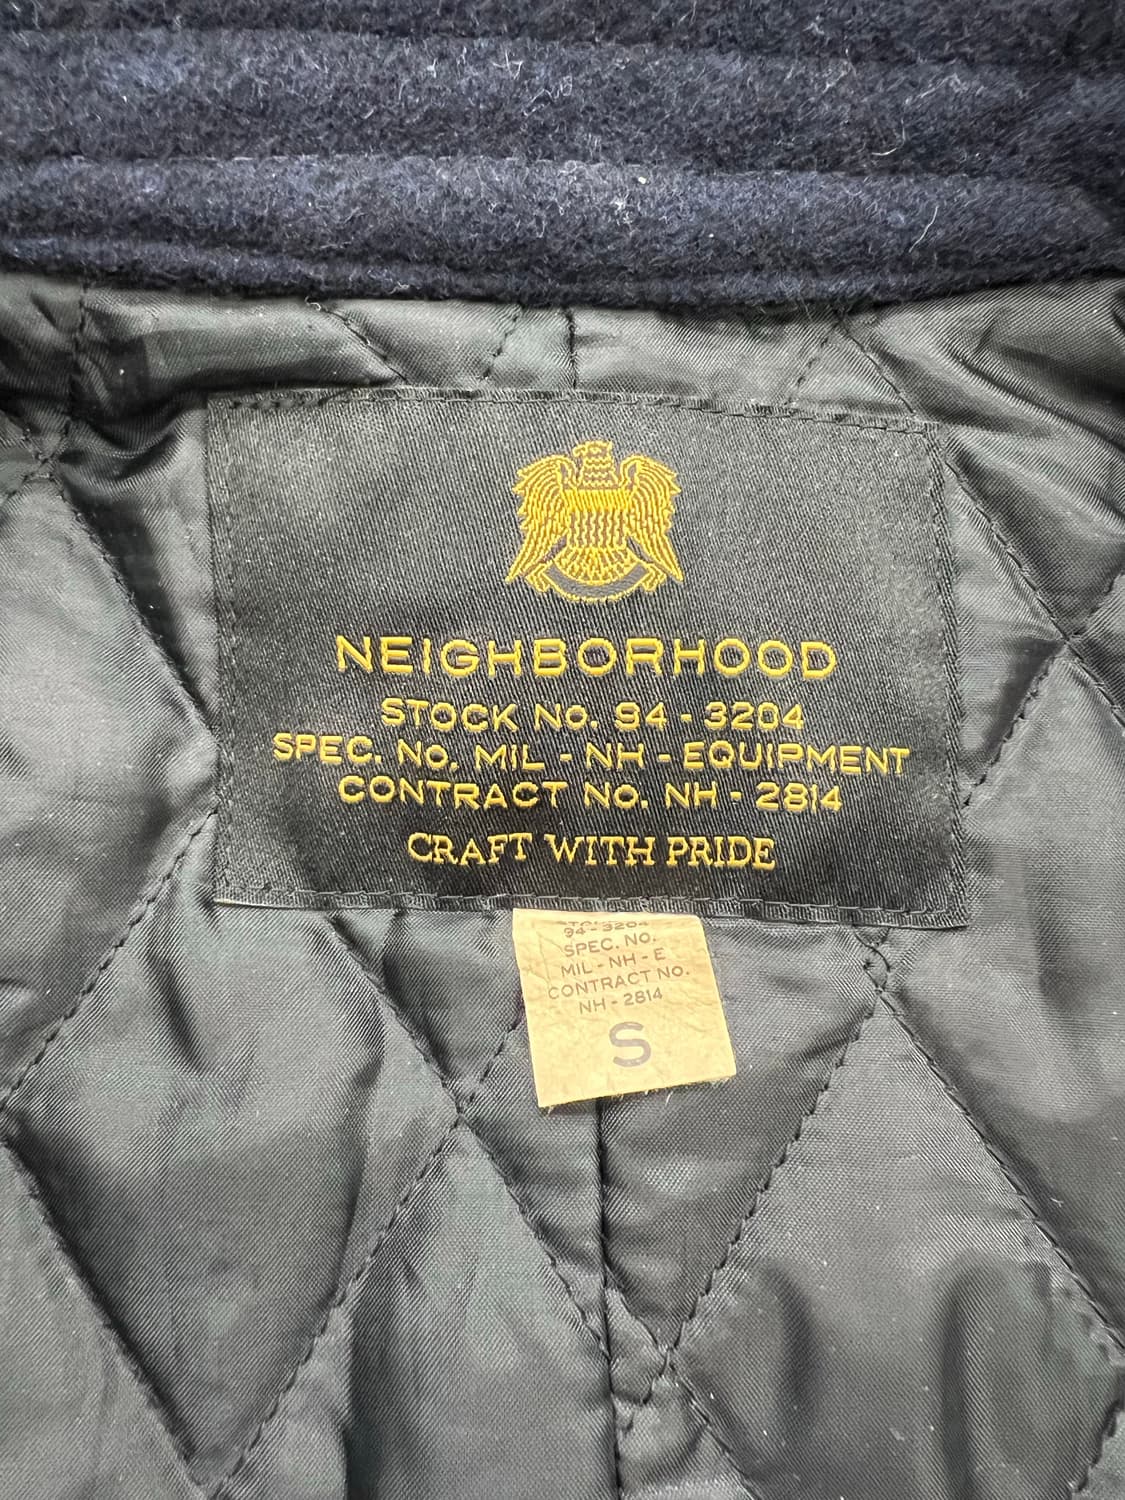 NEIGHBORHOOD
STOCK No. 94 - 3204
SPEC. No. MIL - NH - EQUIPMENT
CONTRACT No. NH - 2814
CRAFT WITH PRIDE
94 - 3204
SPEC. NO.
MIL - NH - E
CONTRACT NO.
NH - 2814
S